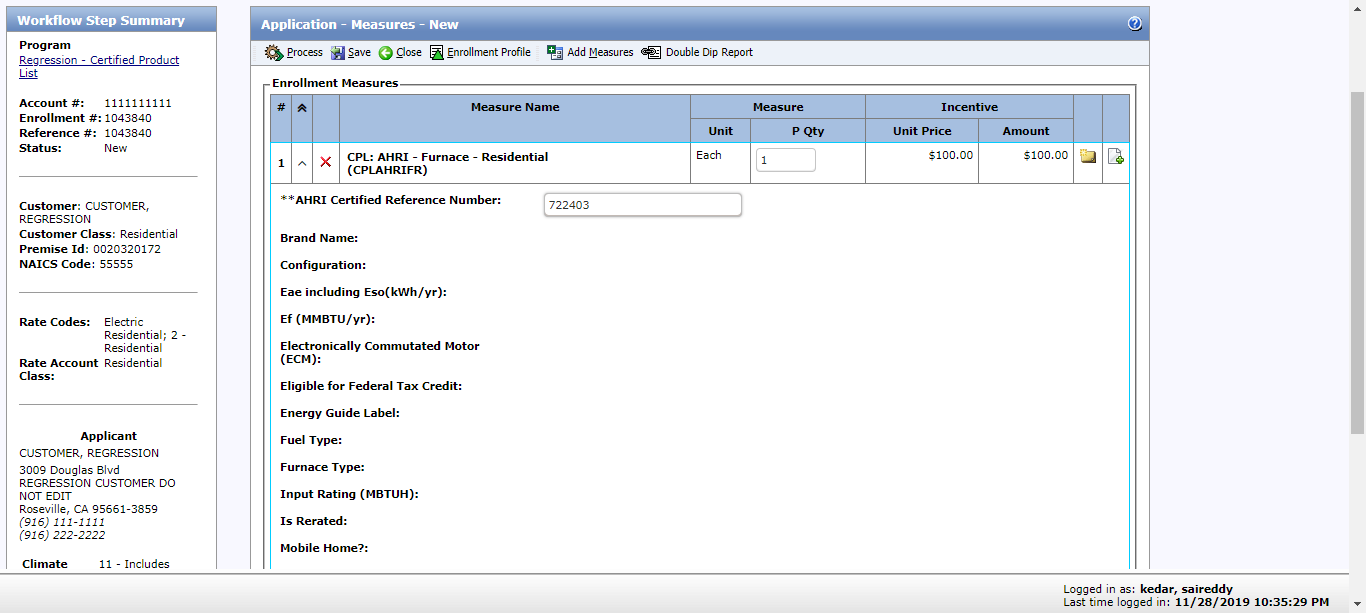 Workflow Step Summary
Program
Regression - Certified Product
List
Account #: 1111111111
Enrollment #: 1043840
Reference #: 1043840
Status: New
Customer: CUSTOMER,
REGRESSION
Customer Class: Residential
Premise Id: 0020320172
NAICS Code: 55555
Rate Codes: Electric
Residential; 2 -
Residential
Rate Account Residential
Class:
Applicant
CUSTOMER, REGRESSION
3009 Douglas Blvd
REGRESSION CUSTOMER DO
NOT EDIT
Roseville, CA 95661-3859
(916) 111-1111
(916) 222-2222
Climate 11 - Includes
Application - Measures - New
Process Save Close Enrollment Profile Add Measures Double Dip Report
Enrollment Measures
# Measure Name Measure Incentive
Unit P Qty Unit Price Amount
1 CPL: AHRI - Furnace - Residential Each 1 $100.00 $100.00
(CPLAHRIFR)
**AHRI Certified Reference Number: 722403
Brand Name:
Configuration:
Eae including Eso(kWh/yr):
Ef (MMBTU/yr):
Electronically Commutated Motor
(ECM):
Eligible for Federal Tax Credit:
Energy Guide Label:
Fuel Type:
Furnace Type:
Input Rating (MBTUH):
Is Rerated:
Mobile Home?:
Logged in as: kedar, saireddy
Last time logged in: 11/28/2019 10:35:29 PM